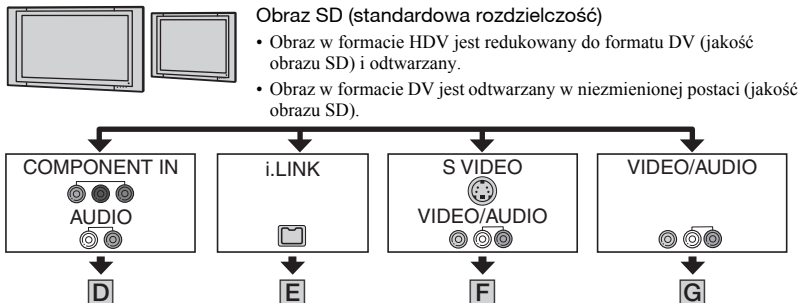 Obraz SD (standardowa rozdzielczość)
• Obraz w formacie HDV jest redukowany do formatu DV (jakość
obrazu SD) i odtwarzany.
• Obraz w formacie DV jest odtwarzany w niezmienionej postaci (jakość
obrazu SD).
COMPONENT IN
AUDIO
i.LINK
S VIDEO
VIDEO/AUDIO
VIDEO/AUDIO
D
E
F
G